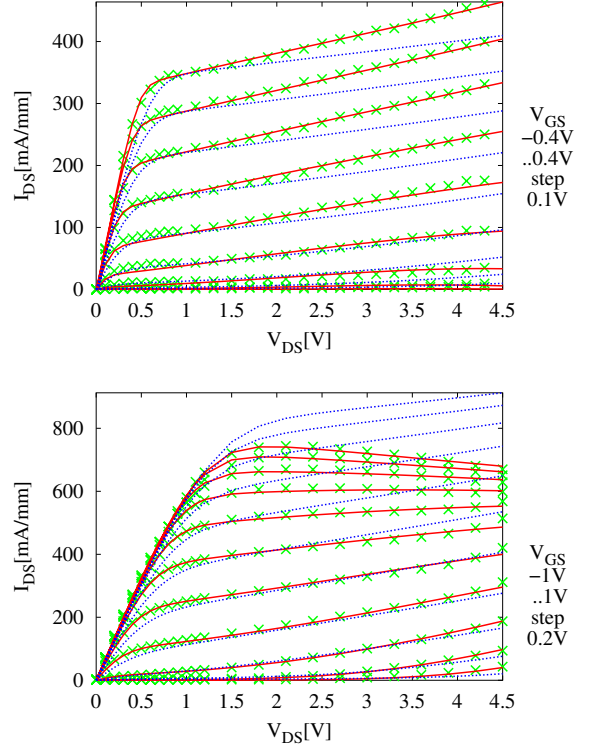 400
300
200
100
0
I_DS[mA/mm]
0 0.5 1 1.5 2 2.5 3 3.5 4 4.5
V_DS[V]
V_GS
−0.4V
..0.4V
step
0.1V
800
600
400
200
0
I_DS[mA/mm]
0 0.5 1 1.5 2 2.5 3 3.5 4 4.5
V_DS[V]
V_GS
−1V
..1V
step
0.2V